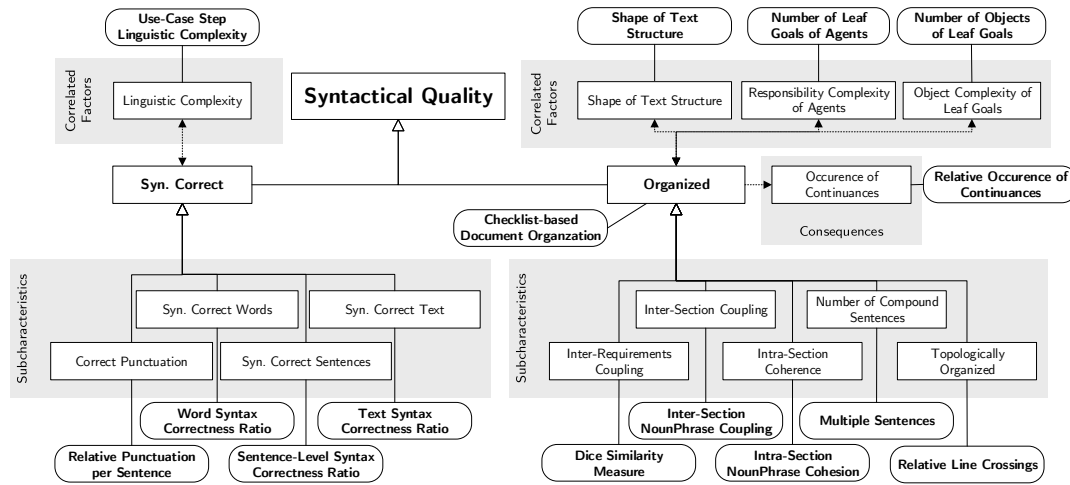 Use-Case Step
Linguistic Complexity
Correlated
Factors
Linguistic Complexity
Syntactical Quality
Shape of Text
Structure
Number of Leaf
Goals of Agents
Number of Objects
of Leaf Goals
Correlated
Factors
Shape of Text Structure
Responsibility Complexity
of Agents
Object Complexity of
Leaf Goals
Syn. Correct
Organized
Occurence of
Continuances
Relative Occurence of
Continuances
Consequences
Checklist-based
Document Organzation
Subcharacteristics
Syn. Correct Words
Syn. Correct Text
Correct Punctuation
Syn. Correct Sentences
Word Syntax
Correctness Ratio
Text Syntax
Correctness Ratio
Relative Punctuation
per Sentence
Sentence-Level Syntax
Correctness Ratio
Subcharacteristics
Inter-Section Coupling
Number of Compound
Sentences
Inter-Requirements
Coupling
Intra-Section
Coherence
Topologically
Organized
Inter-Section
NounPhrase Coupling
Multiple Sentences
Dice Similarity
Measure
Intra-Section
NounPhrase Cohesion
Relative Line Crossings